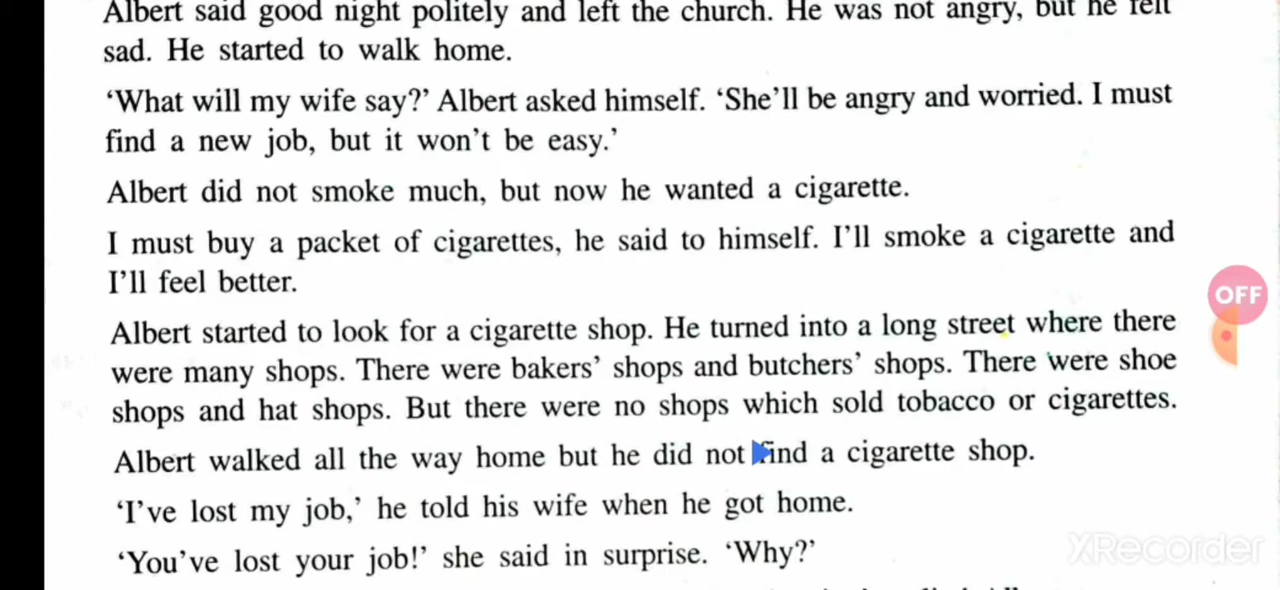 Albert said good night politely and left the church. He was not angry, but he felt
sad. He started to walk home.
‘What will my wife say?’ Albert asked himself. ‘She’ll be angry and worried. I must
find a new job, but it won’t be easy.’
Albert did not smoke much, but now he wanted a cigarette.
I must buy a packet of cigarettes, he said to himself. I’ll smoke a cigarette and
I’ll feel better.
Albert started to look for a cigarette shop. He turned into a long street where there
were many shops. There were bakers’ shops and butchers’ shops. There were shoe
shops and hat shops. But there were no shops which sold tobacco or cigarettes.
Albert walked all the way home but he did not find a cigarette shop.
‘I’ve lost my job,’ he told his wife when he got home.
‘You’ve lost your job!’ she said in surprise. ‘Why?’
OFF
XRecorder